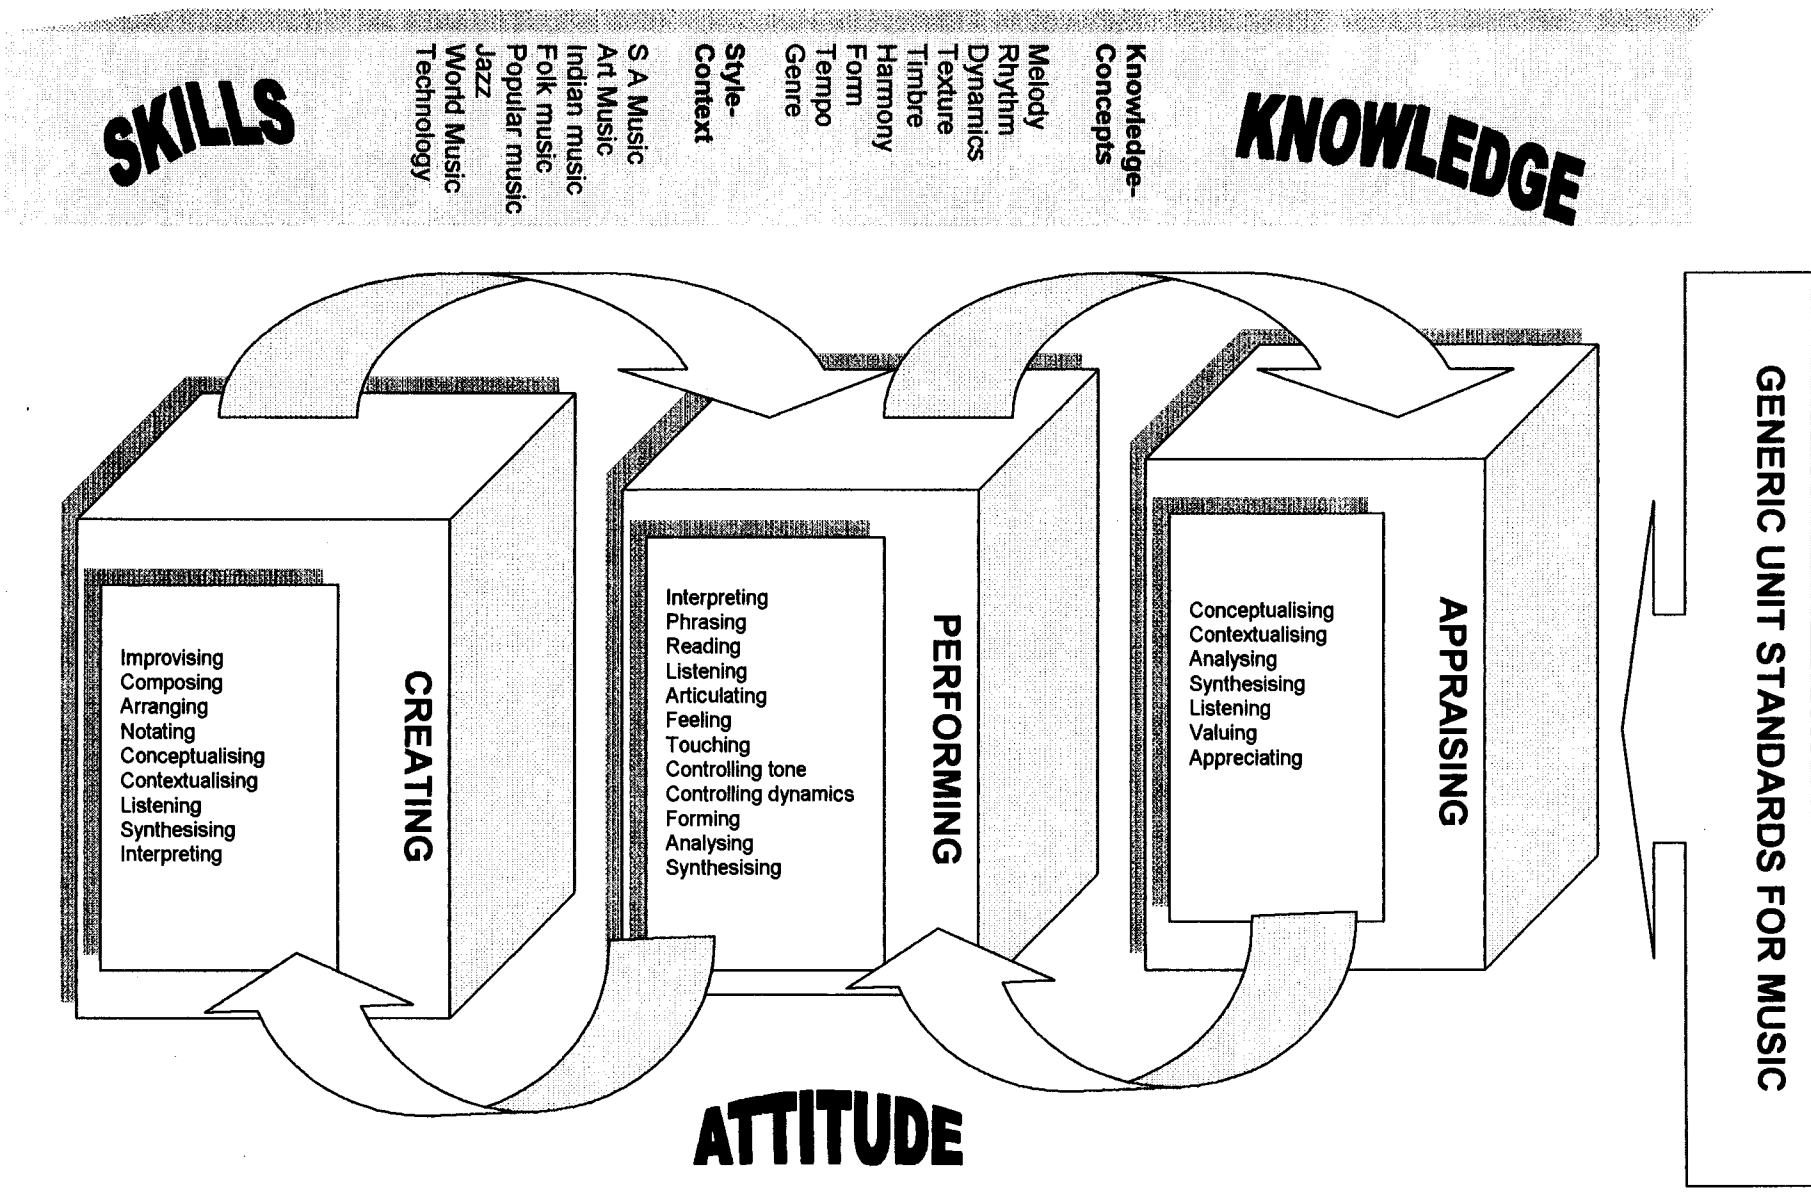 SKILLS
KNOWLEDGE
Knowledge–
Concepts
Melody
Rhythm
Dynamics
Texture
Timbre
Harmony
Form
Tempo
Genre
Style-
Context
S A Music
Art Music
Indian music
Folk music
Popular music
Jazz
World Music
Technology
CREATING
Improvising
Composing
Arranging
Notating
Conceptualising
Contextualising
Listening
Synthesising
Interpreting
PERFORMING
Interpreting
Phrasing
Reading
Listening
Articulating
Feeling
Touching
Controlling tone
Controlling dynamics
Forming
Analysing
Synthesising
APPRAISING
Conceptualising
Contextualising
Analysing
Synthesising
Listening
Valuing
Appreciating
GENERIC UNIT STANDARDS FOR MUSIC
ATTITUDE